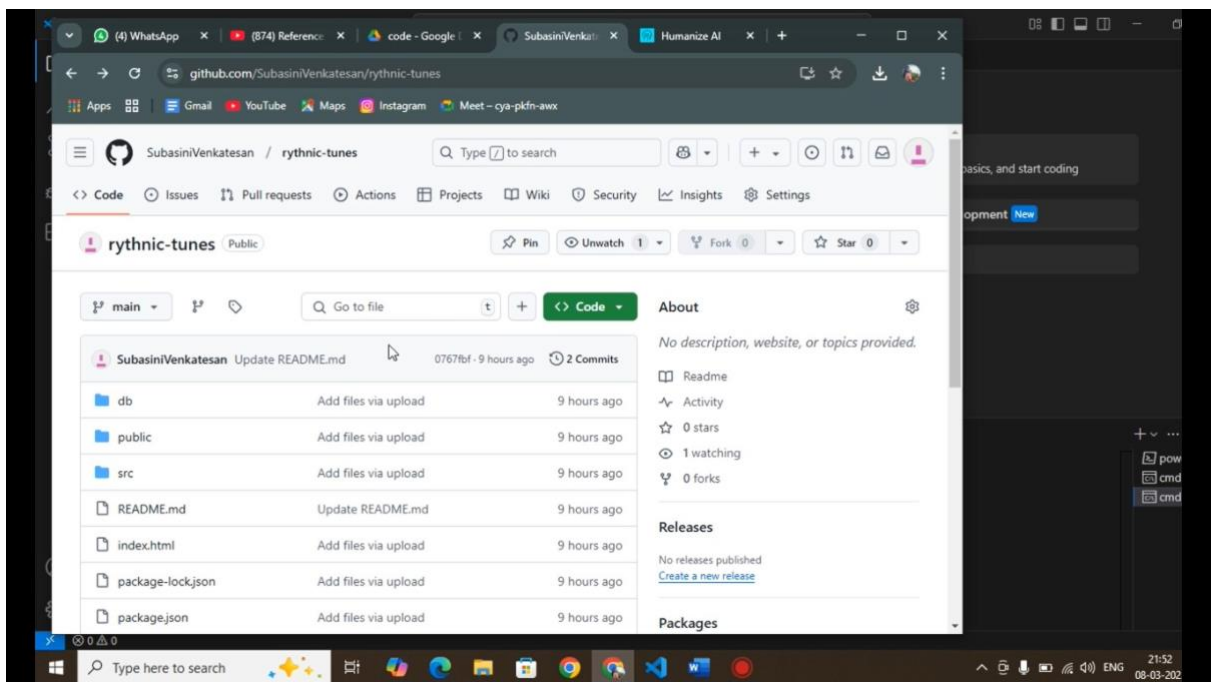 (4) WhatsApp
(874) Reference
code - Google
SubasiniVenkat
Humanize AI
github.com/SubasiniVenkatesan/rythnic-tunes
Apps
Gmail
YouTube
Maps
Instagram
Meet – cya-pkfn-awx
SubasiniVenkatesan / rythnic-tunes
Type / to search
Code
Issues
Pull requests
Actions
Projects
Wiki
Security
Insights
Settings
rythnic-tunes Public
Pin
Unwatch 1
Fork 0
Star 0
main
Go to file t
Code
SubasiniVenkatesan Update README.md 0767fbf · 9 hours ago 2 Commits
db Add files via upload 9 hours ago
public Add files via upload 9 hours ago
src Add files via upload 9 hours ago
README.md Update README.md 9 hours ago
index.html Add files via upload 9 hours ago
package-lock.json Add files via upload 9 hours ago
package.json Add files via upload 9 hours ago
About
No description, website, or topics provided.
Readme
Activity
0 stars
1 watching
0 forks
Releases
No releases published
Create a new release
Packages
basics, and start coding
opment New
pow
cmd
cmd
0 0
Type here to search
ENG
21:52
08-03-202